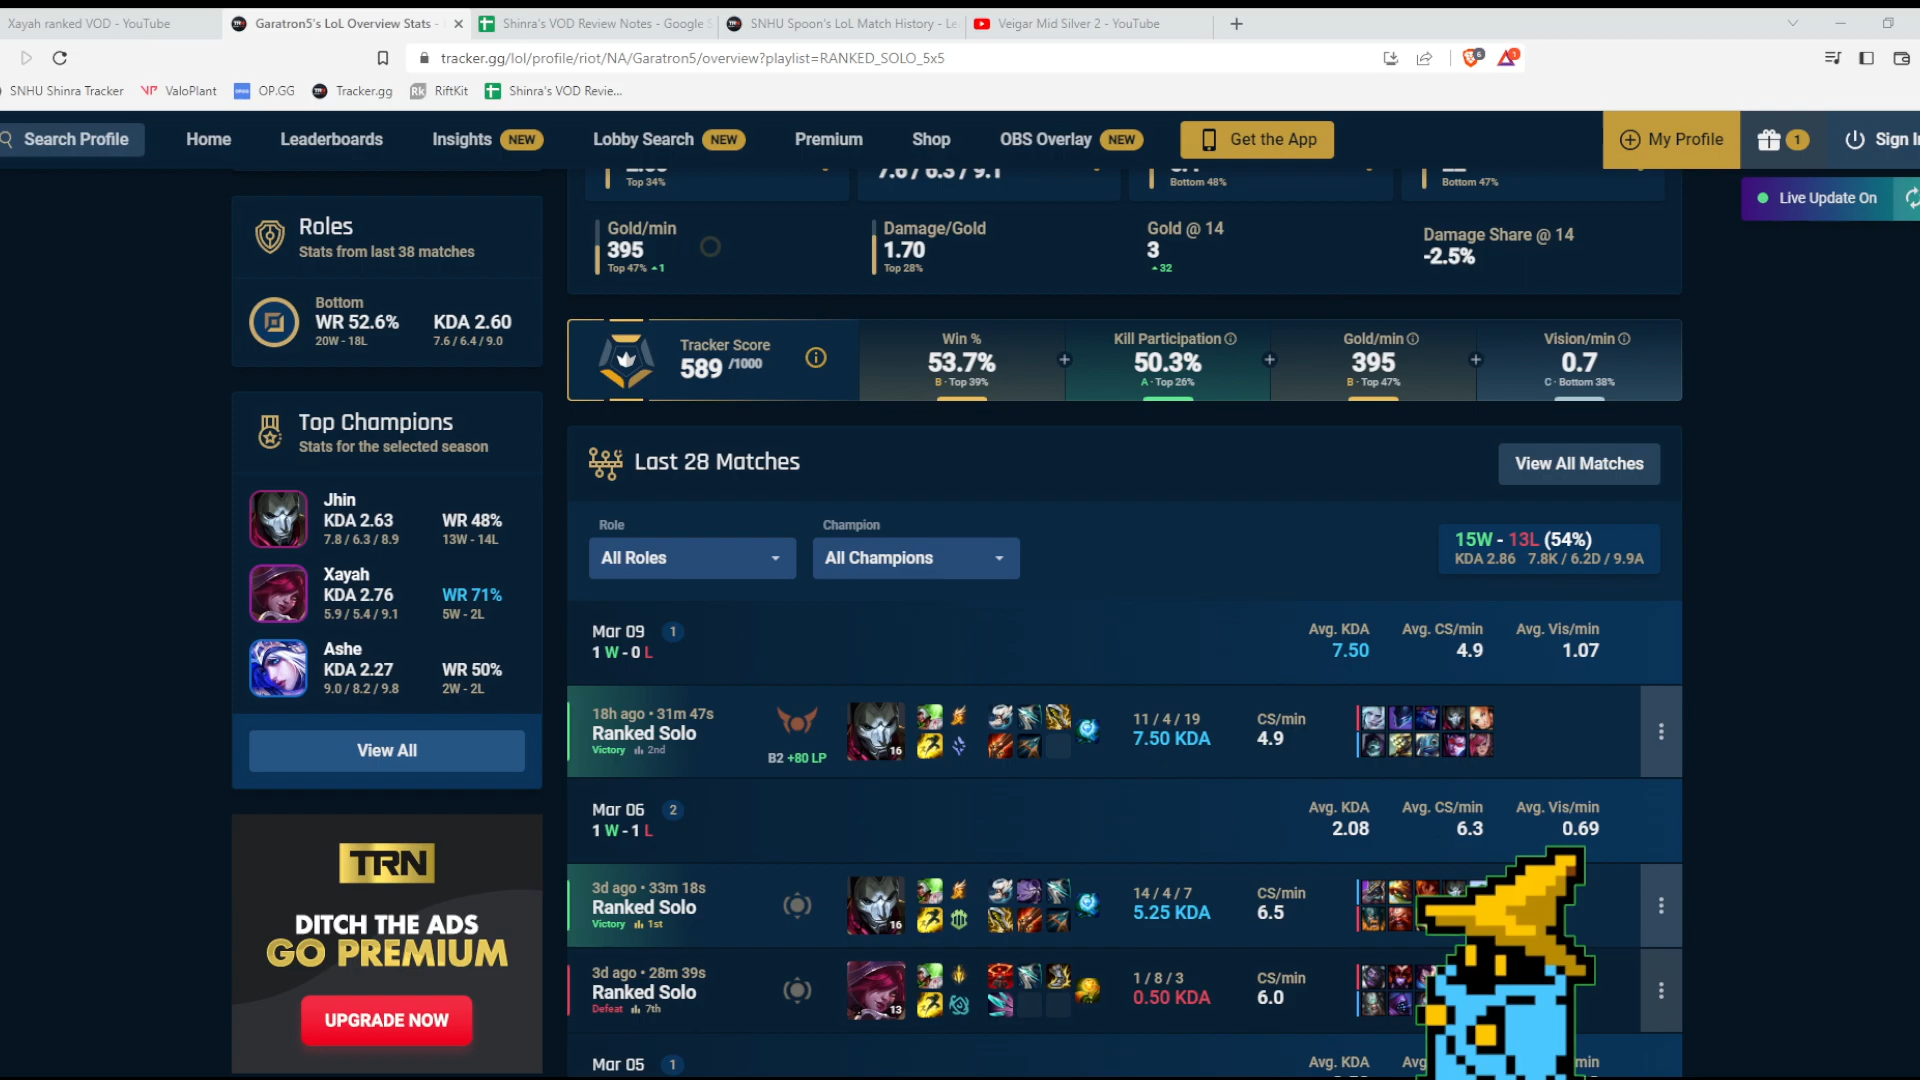 Xayah ranked VOD - YouTube
Garatron5's LoL Overview Stats -
Shinra's VOD Review Notes - Google S
SNHU Spoon's LoL Match History - Le
Veigar Mid Silver 2 - YouTube
tracker.gg/lol/profile/riot/NA/Garatron5/overview?playlist=RANKED_SOLO_5x5
6
1
SNHU Shinra Tracker
ValoPlant
OP.GG
Tracker.gg
RiftKit
Shinra's VOD Revie...
Search Profile
Home
Leaderboards
Insights NEW
Lobby Search NEW
Premium
Shop
OBS Overlay NEW
Get the App
My Profile
1
Sign In
Live Update On
Top 34%
7.6 / 6.3 / 9.1
Bottom 48%
Bottom 47%
Gold/min
395
Top 47% 1
Damage/Gold
1.70
Top 28%
Gold @ 14
3
32
Damage Share @ 14
-2.5%
Roles
Stats from last 38 matches
Bottom
WR 52.6% KDA 2.60
20W - 18L 7.6 / 6.4 / 9.0
Tracker Score
589 /1000
Win %
53.7%
B · Top 39%
Kill Participation
50.3%
A · Top 26%
Gold/min
395
B · Top 47%
Vision/min
0.7
C · Bottom 38%
Top Champions
Stats for the selected season
Jhin
KDA 2.63 WR 48%
7.8 / 6.3 / 8.9 13W - 14L
Xayah
KDA 2.76 WR 71%
5.9 / 5.4 / 9.1 5W - 2L
Ashe
KDA 2.27 WR 50%
9.0 / 8.2 / 9.8 2W - 2L
View All
TRN
DITCH THE ADS
GO PREMIUM
UPGRADE NOW
Last 28 Matches
View All Matches
Role
All Roles
Champion
All Champions
15W - 13L (54%)
KDA 2.86 7.8K / 6.2D / 9.9A
Mar 09 1
1 W - 0 L
Avg. KDA Avg. CS/min Avg. Vis/min
7.50 4.9 1.07
18h ago • 31m 47s
Ranked Solo
Victory 2nd
B2 +80 LP
16
11 / 4 / 19
7.50 KDA
CS/min
4.9
Mar 06 2
1 W - 1 L
Avg. KDA Avg. CS/min Avg. Vis/min
2.08 6.3 0.69
3d ago • 33m 18s
Ranked Solo
Victory 1st
16
14 / 4 / 7
5.25 KDA
CS/min
6.5
3d ago • 28m 39s
Ranked Solo
Defeat 7th
13
1 / 8 / 3
0.50 KDA
CS/min
6.0
Mar 05 1
Avg. KDA